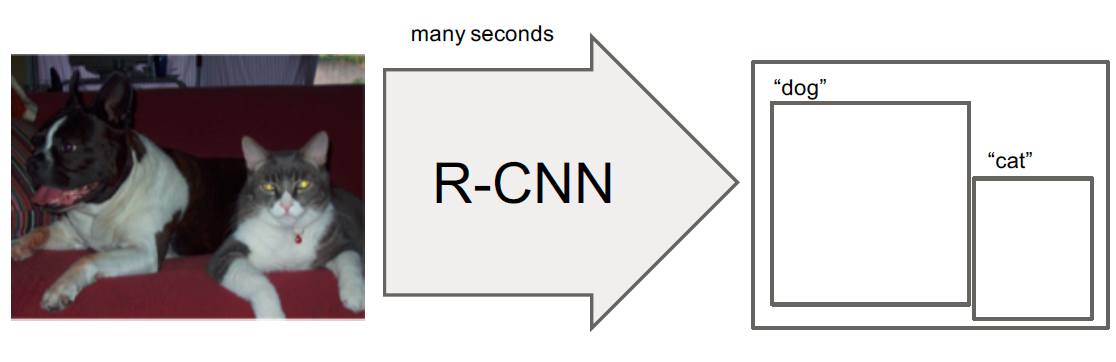 many seconds
R-CNN
“dog”
“cat”